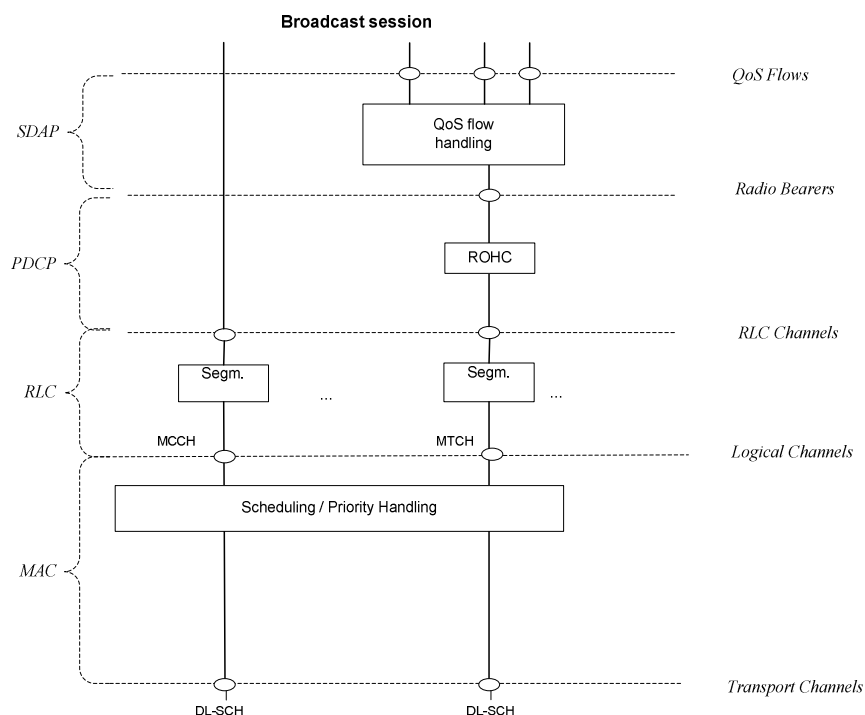 Broadcast session
QoS Flows
SDAP
QoS flow
handling
Radio Bearers
PDCP
ROHC
RLC Channels
RLC
Segm.
...
Segm.
...
MCCH
MTCH
Logical Channels
Scheduling / Priority Handling
MAC
Transport Channels
DL-SCH
DL-SCH